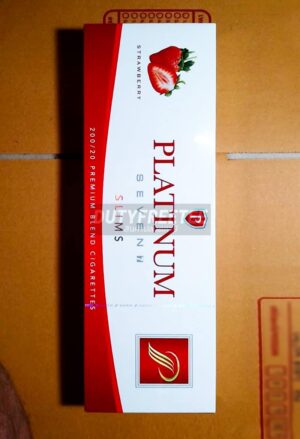 STRAWBERRY
PLATINUM
SEVEN
SLIMS
200/20 PREMIUM BLEND CIGARETTES
P
DUTYFREE